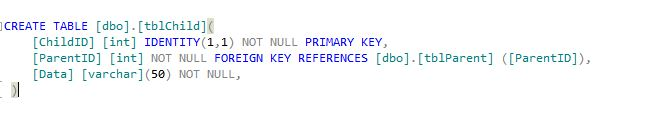 CREATE TABLE [dbo].[tblChild](
[ChildID] [int] IDENTITY(1,1) NOT NULL PRIMARY KEY,
[ParentID] [int] NOT NULL FOREIGN KEY REFERENCES [dbo].[tblParent] ([ParentID]),
[Data] [varchar](50) NOT NULL,
)